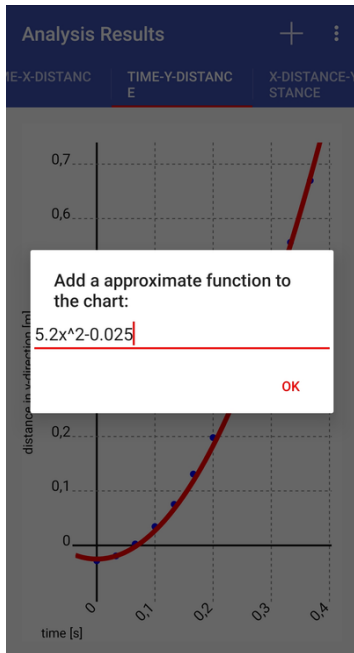 Analysis Results
ME-X-DISTANC
TIME-Y-DISTANC
E
X-DISTANCE-Y
STANCE
0,7
0,6
Add a approximate function to
the chart:
5.2x^2-0.025
OK
distance in y-direction [m]
0,2
0,1
0
0
0,1
0,2
0,3
0,4
time [s]